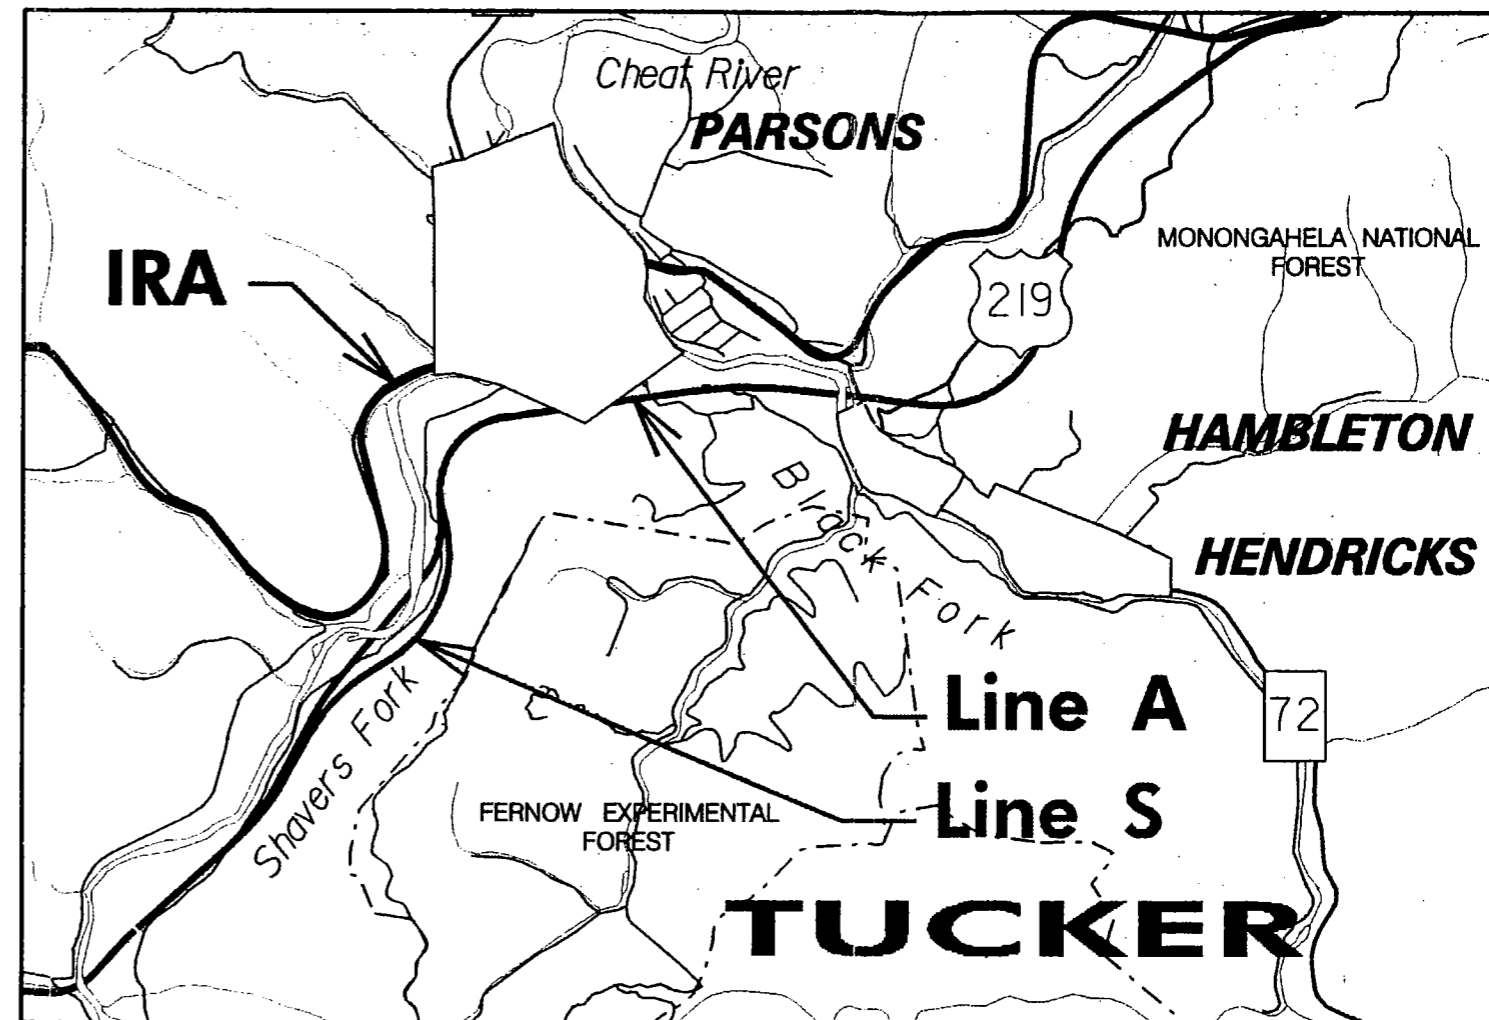 Cheat River
PARSONS
MONONGAHELA NATIONAL
FOREST
IRA
219
HAMBLETON
Black Fork
HENDRICKS
Line A
72
Shavers Fork
Line S
FERNOW EXPERIMENTAL
FOREST
TUCKER